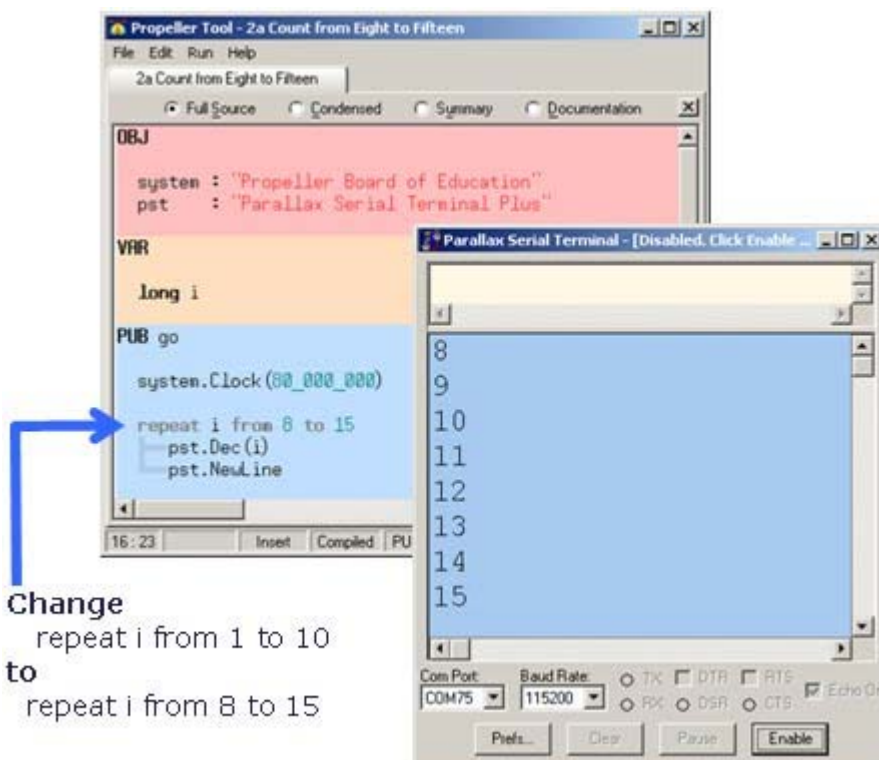 Propeller Tool - 2a Count from Eight to Fifteen
File Edit Run Help
2a Count from Eight to Fifteen
Full Source Condensed Summary Documentation
OBJ
system : "Propeller Board of Education"
pst : "Parallax Serial Terminal Plus"
VAR
long i
PUB go
system.Clock(80_000_000)
repeat i from 8 to 15
pst.Dec(i)
pst.NewLine
16:23 Insert Compiled PU
Parallax Serial Terminal - [Disabled. Click Enable ...
8
9
10
11
12
13
14
15
Com Port: Baud Rate: TX DTR RTS
COM75 115200 RX DSR CTS Echo On
Prefs... Clear Pause Enable
Change
repeat i from 1 to 10
to
repeat i from 8 to 15